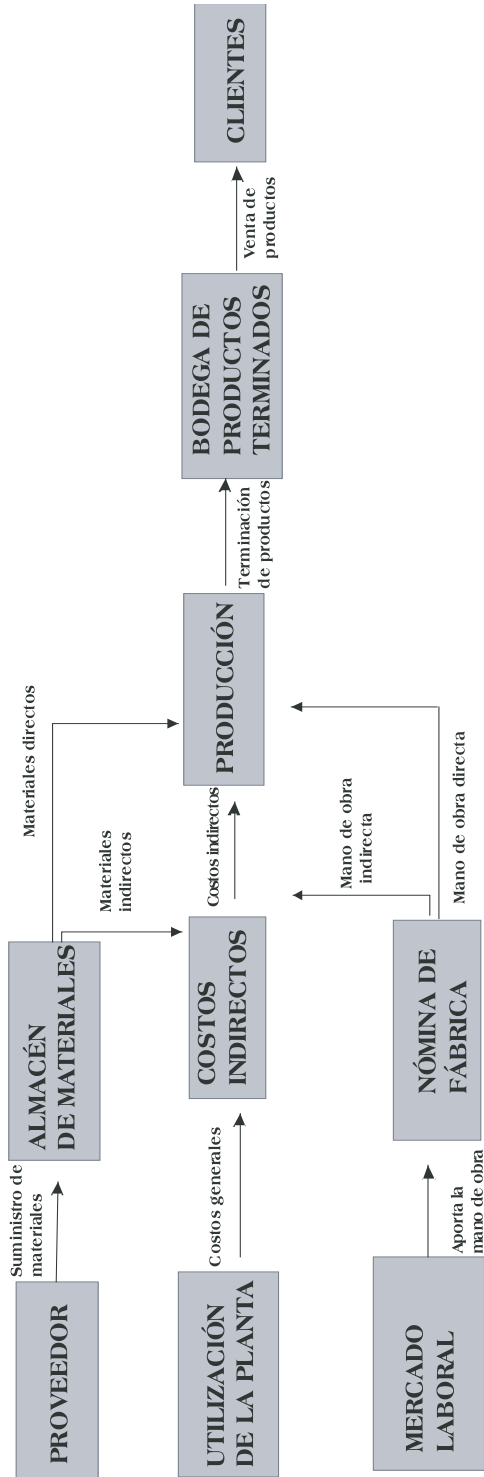 PROVEEDOR
Suministro de
materiales
ALMACÉN
DE MATERIALES
Materiales directos
Materiales
indirectos
UTILIZACIÓN
DE LA PLANTA
Costos generales
COSTOS
INDIRECTOS
Costos indirectos
PRODUCCIÓN
Terminación
de productos
BODEGA DE
PRODUCTOS
TERMINADOS
Venta de
productos
CLIENTES
MERCADO
LABORAL
Aporta la
mano de obra
NÓMINA DE
FÁBRICA
Mano de obra
indirecta
Mano de obra directa